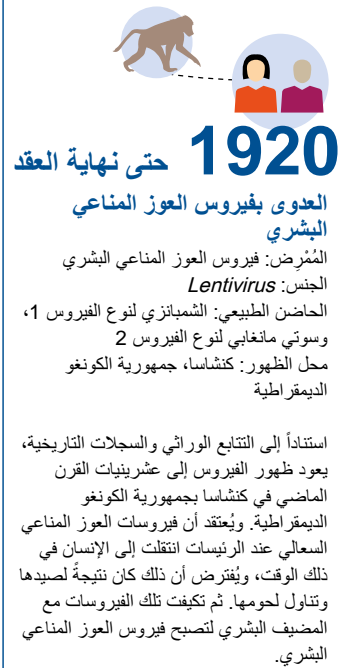 1920 حتى نهاية العقد
العدوى بفيروس العوز المناعي
البشري
المُمْرِض: فيروس العوز المناعي البشري
الجنس: Lentivirus
الحاضن الطبيعي: الشمبانزي لنوع الفيروس 1،
وسوتي مانغابي لنوع الفيروس 2
محل الظهور: كنشاسا، جمهورية الكونغو
الديمقراطية
استناداً إلى التتابع الوراثي والسجلات التاريخية،
يعود ظهور الفيروس إلى عشرينيات القرن
الماضي في كنشاسا بجمهورية الكونغو
الديمقراطية. ويُعتقد أن فيروسات العوز المناعي
السعالي عند الرئيسات انتقلت إلى الإنسان في
ذلك الوقت، ويُفترض أن ذلك كان نتيجةً لصيدها
وتناول لحومها. ثم تكيفت تلك الفيروسات مع
المضيف البشري لتصبح فيروس العوز المناعي
البشري.